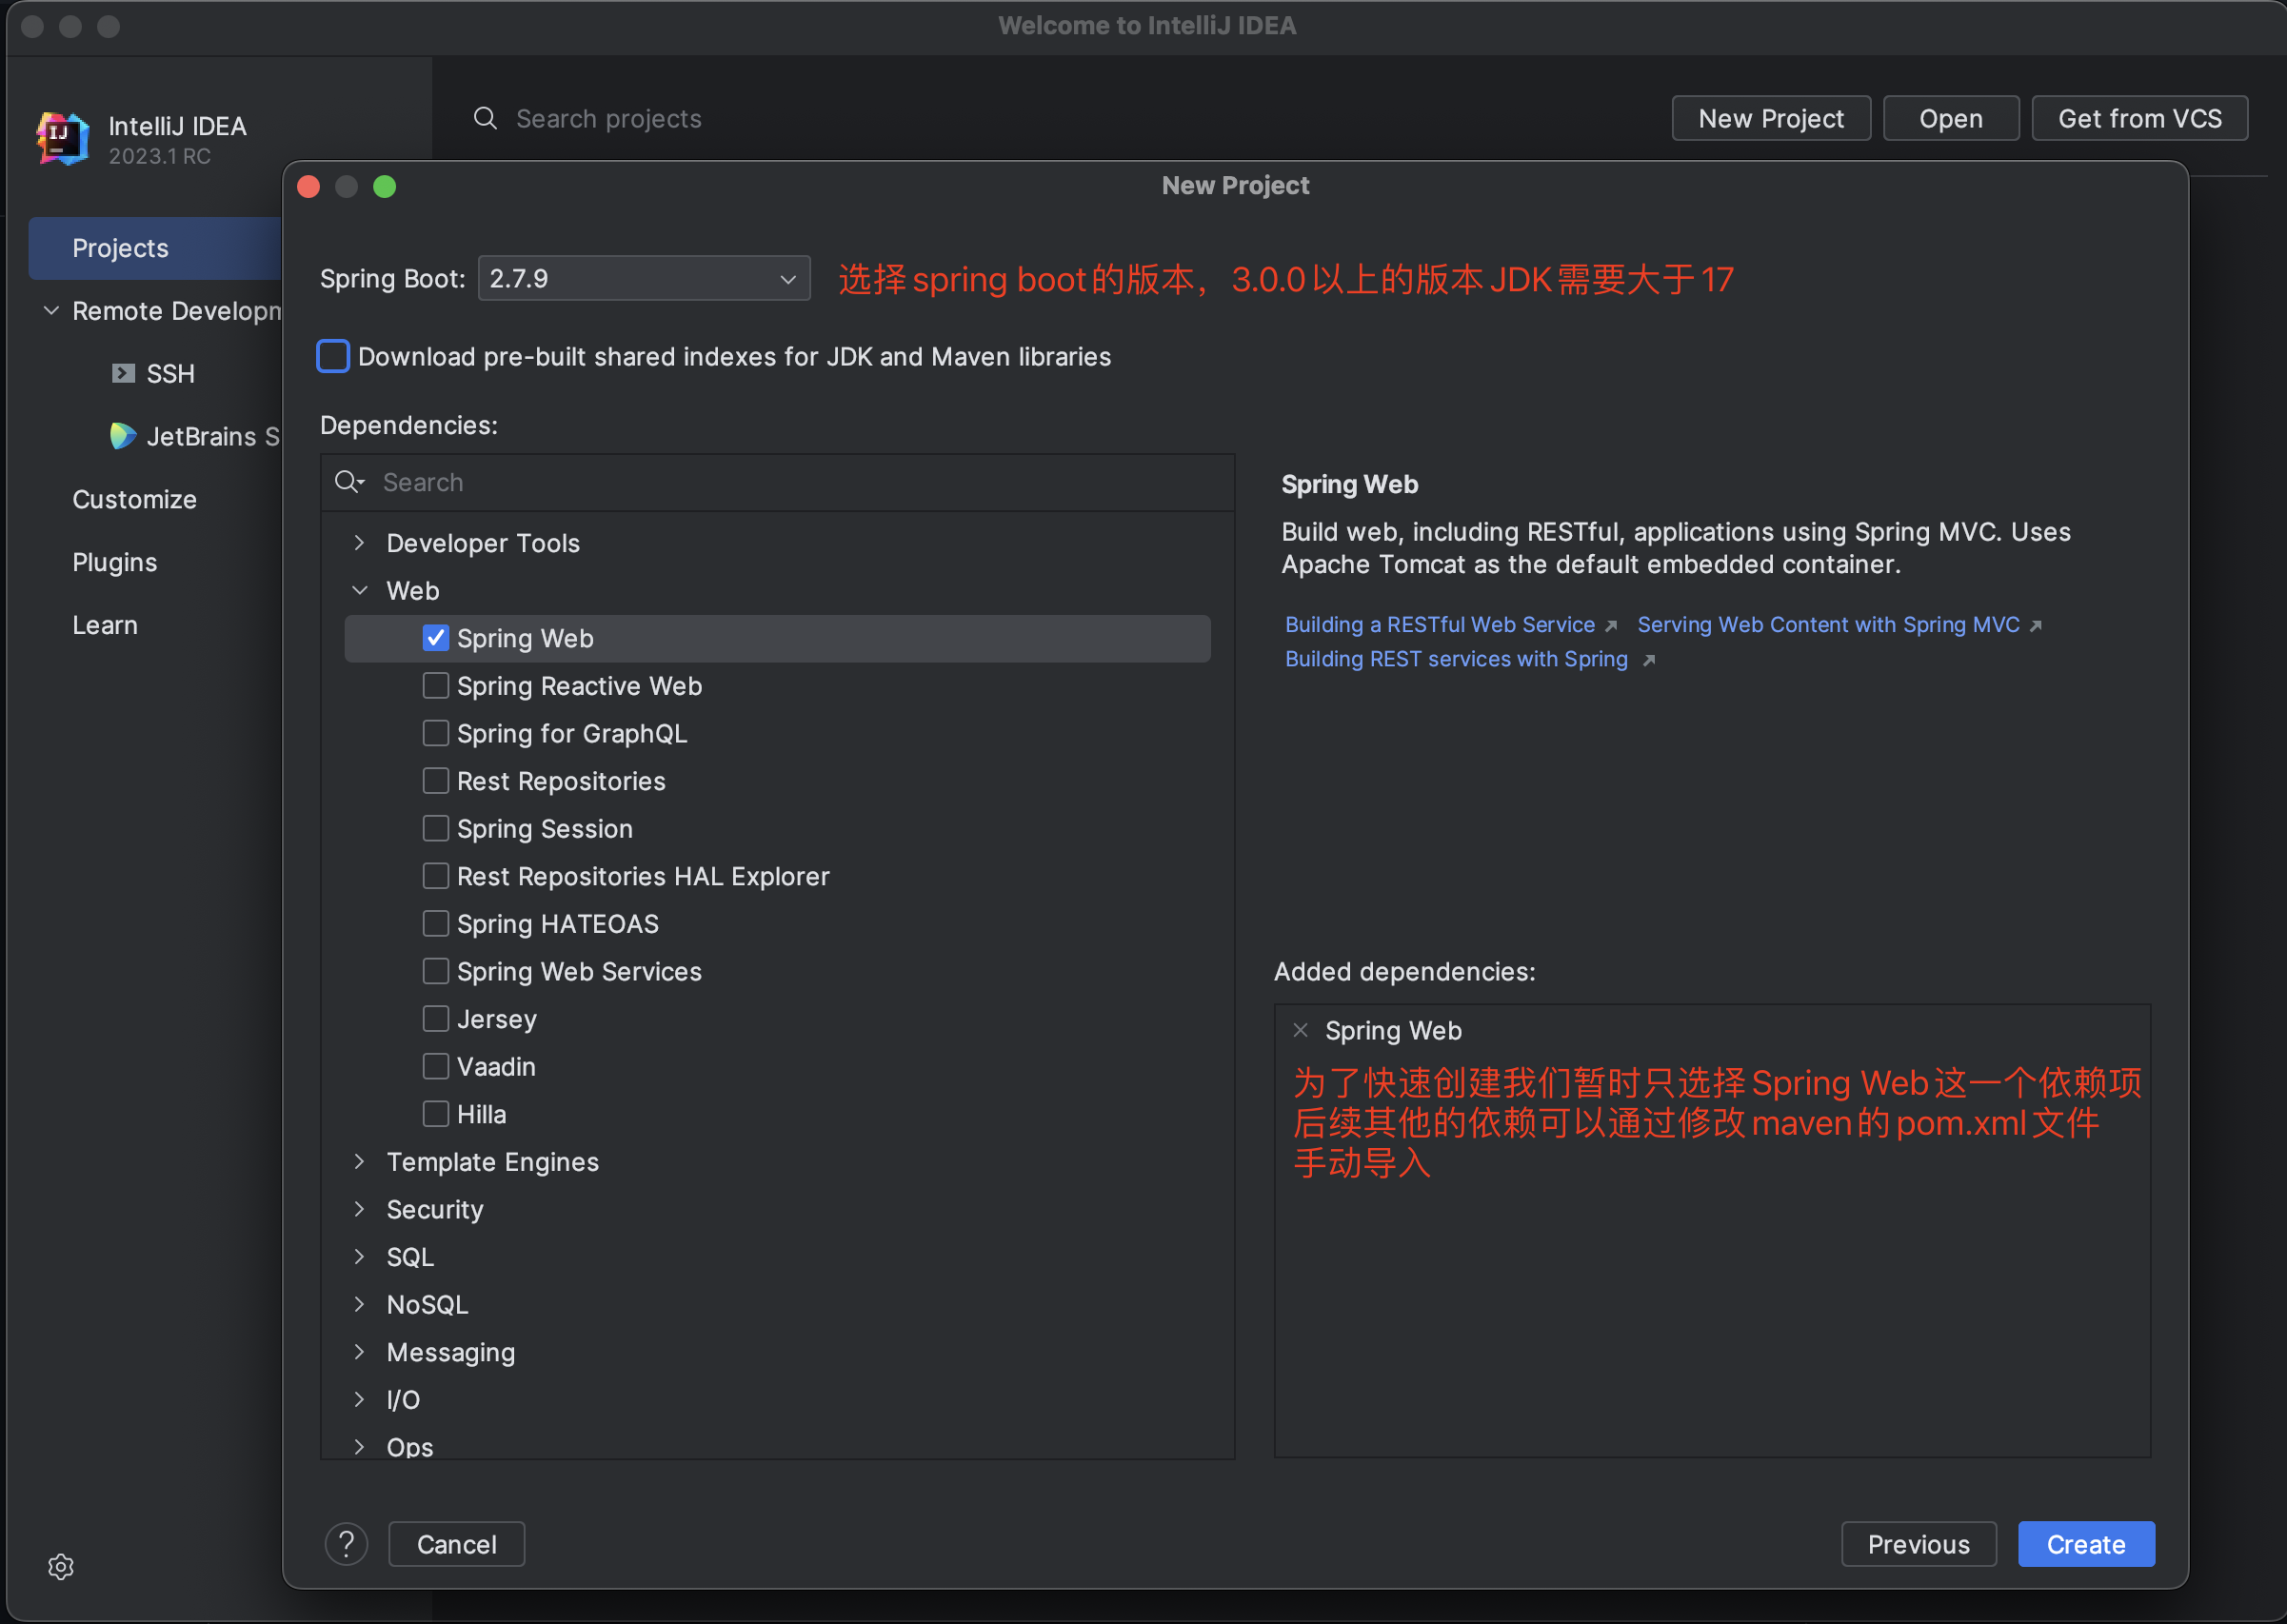 Welcome to IntelliJ IDEA
IntelliJ IDEA
2023.1 RC
Search projects
New Project
Open
Get from VCS
Projects
Remote Developm
SSH
JetBrains S
Customize
Plugins
Learn
New Project
Spring Boot:
2.7.9
选择spring boot的版本，3.0.0以上的版本JDK需要大于17
Download pre-built shared indexes for JDK and Maven libraries
Dependencies:
Search
Developer Tools
Web
Spring Web
Spring Reactive Web
Spring for GraphQL
Rest Repositories
Spring Session
Rest Repositories HAL Explorer
Spring HATEOAS
Spring Web Services
Jersey
Vaadin
Hilla
Template Engines
Security
SQL
NoSQL
Messaging
I/O
Ops
Spring Web
Build web, including RESTful, applications using Spring MVC. Uses
Apache Tomcat as the default embedded container.
Building a RESTful Web Service
Serving Web Content with Spring MVC
Building REST services with Spring
Added dependencies:
Spring Web
为了快速创建我们暂时只选择Spring Web这一个依赖项
后续其他的依赖可以通过修改maven的pom.xml文件
手动导入
?
Cancel
Previous
Create